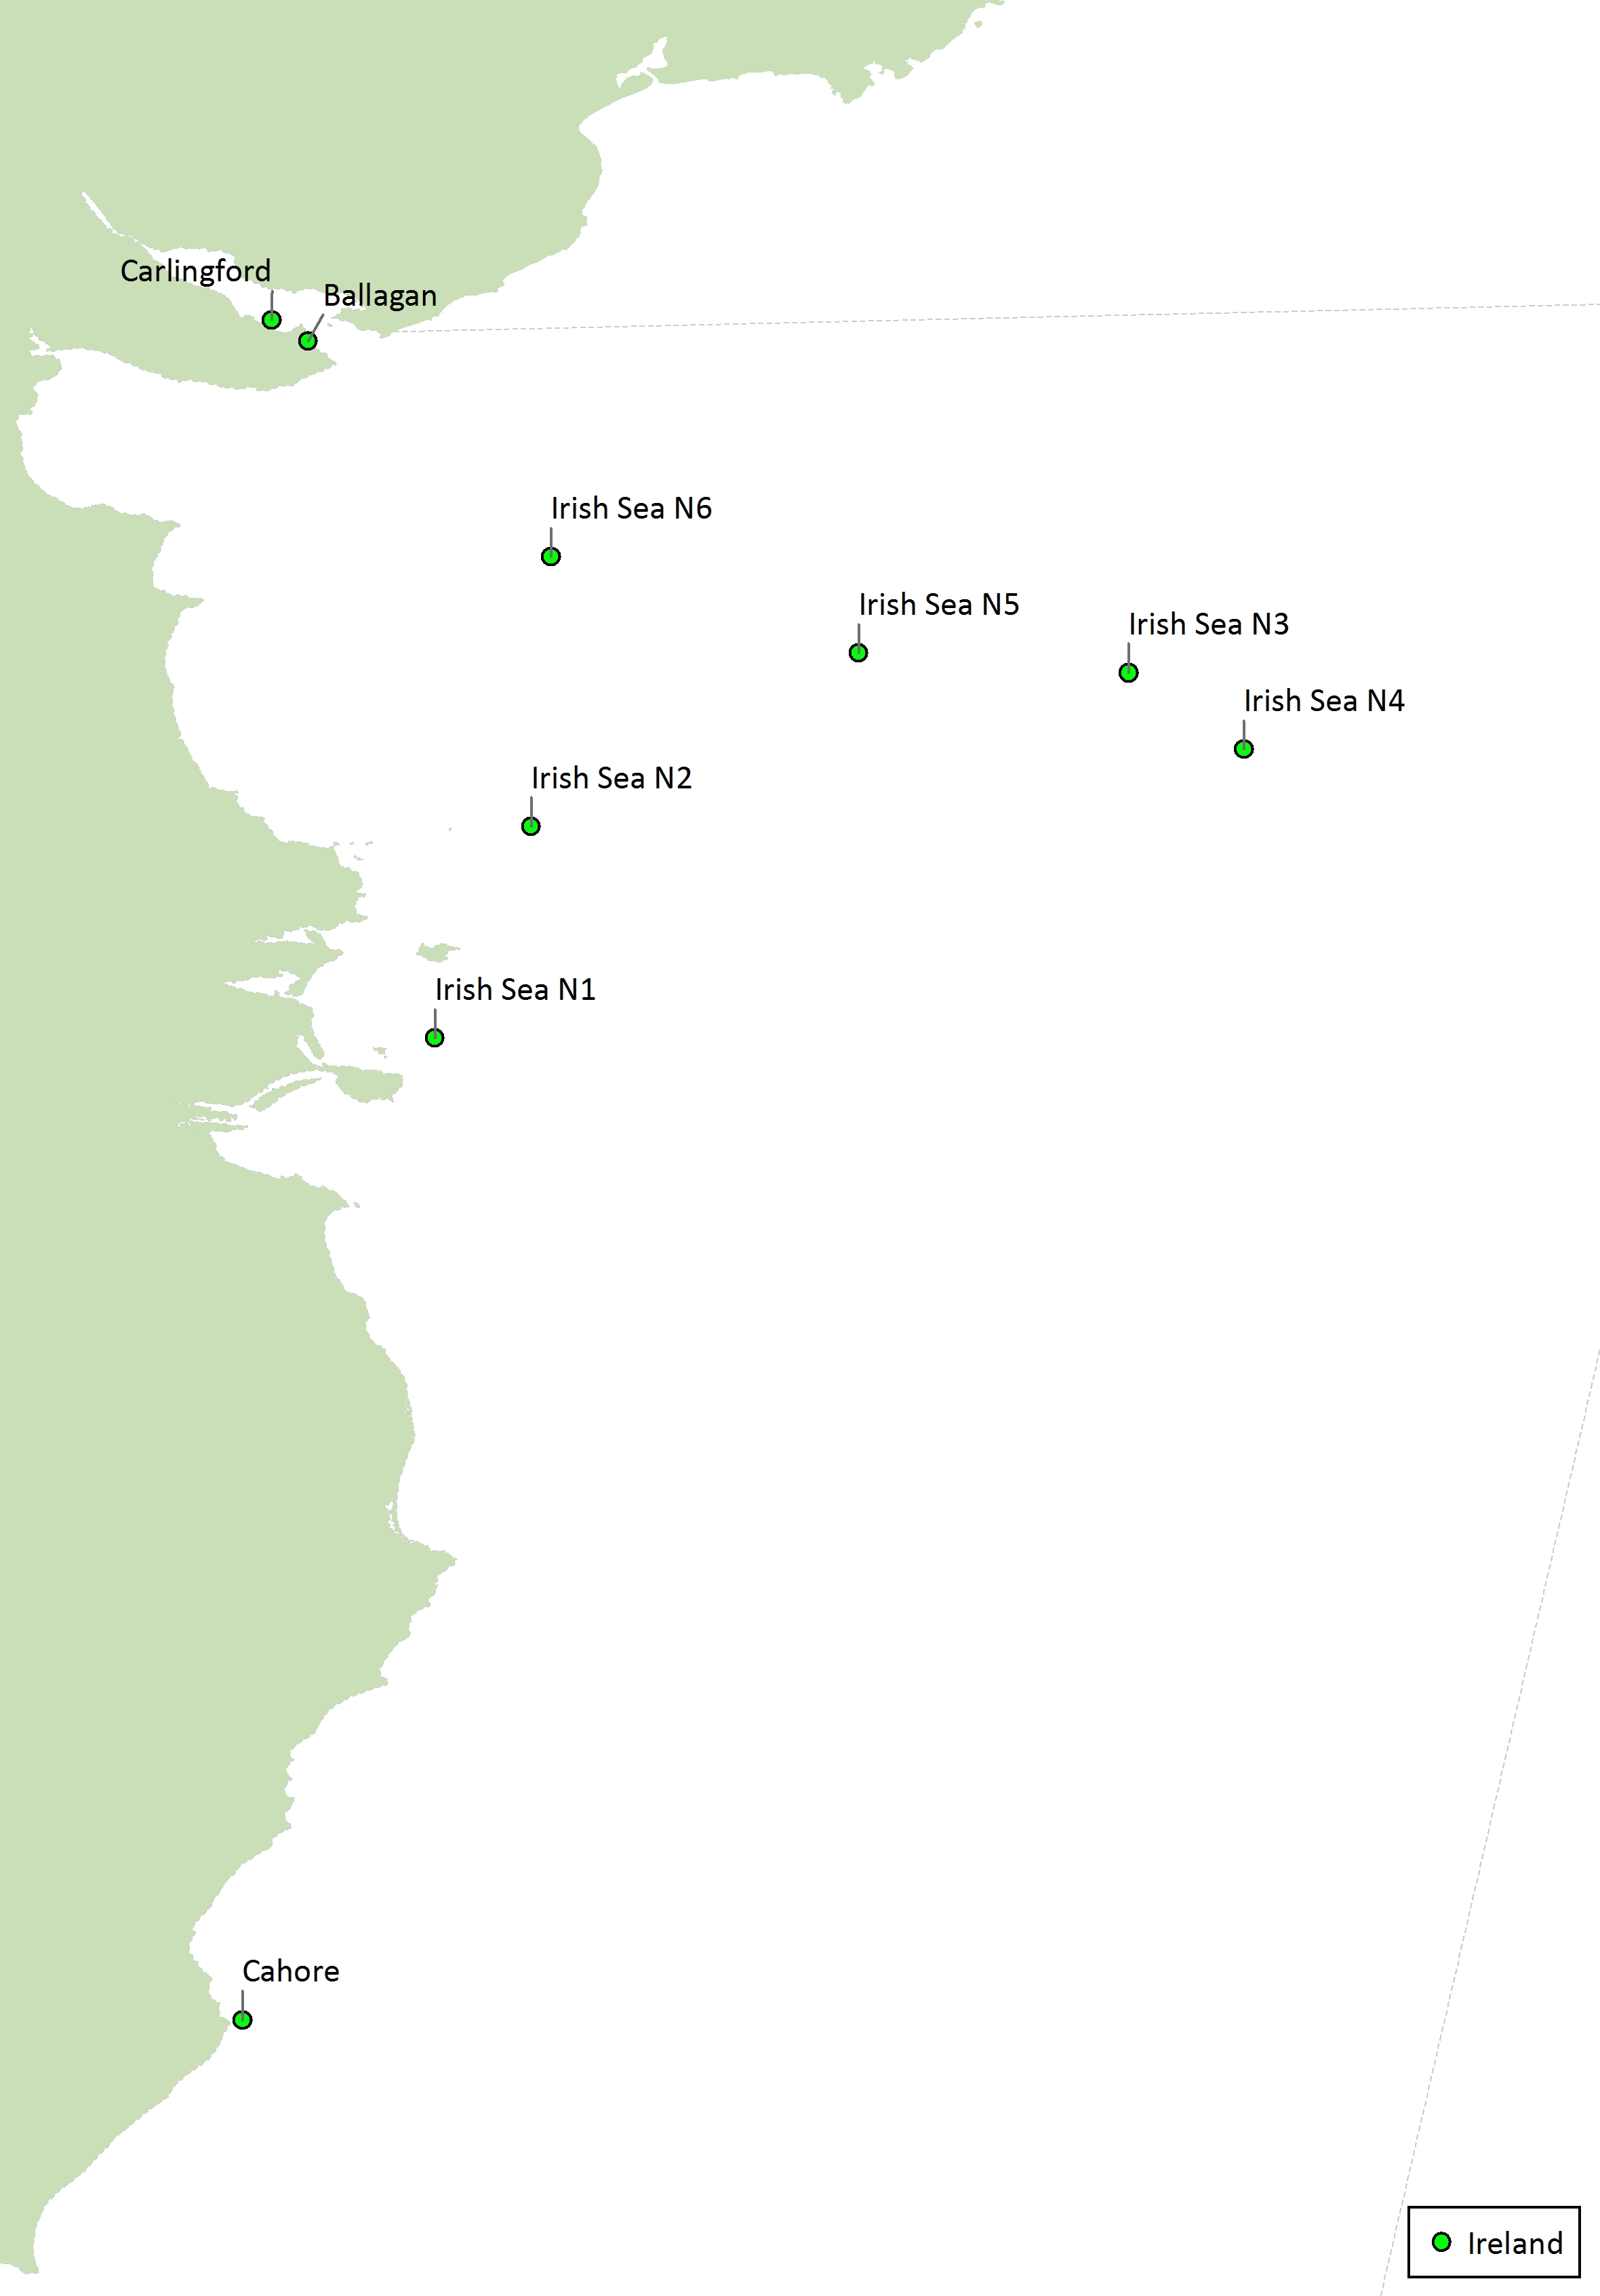 Carlingford
Ballagan
Irish Sea N6
Irish Sea N5
Irish Sea N3
Irish Sea N4
Irish Sea N2
Irish Sea N1
Cahore
Ireland